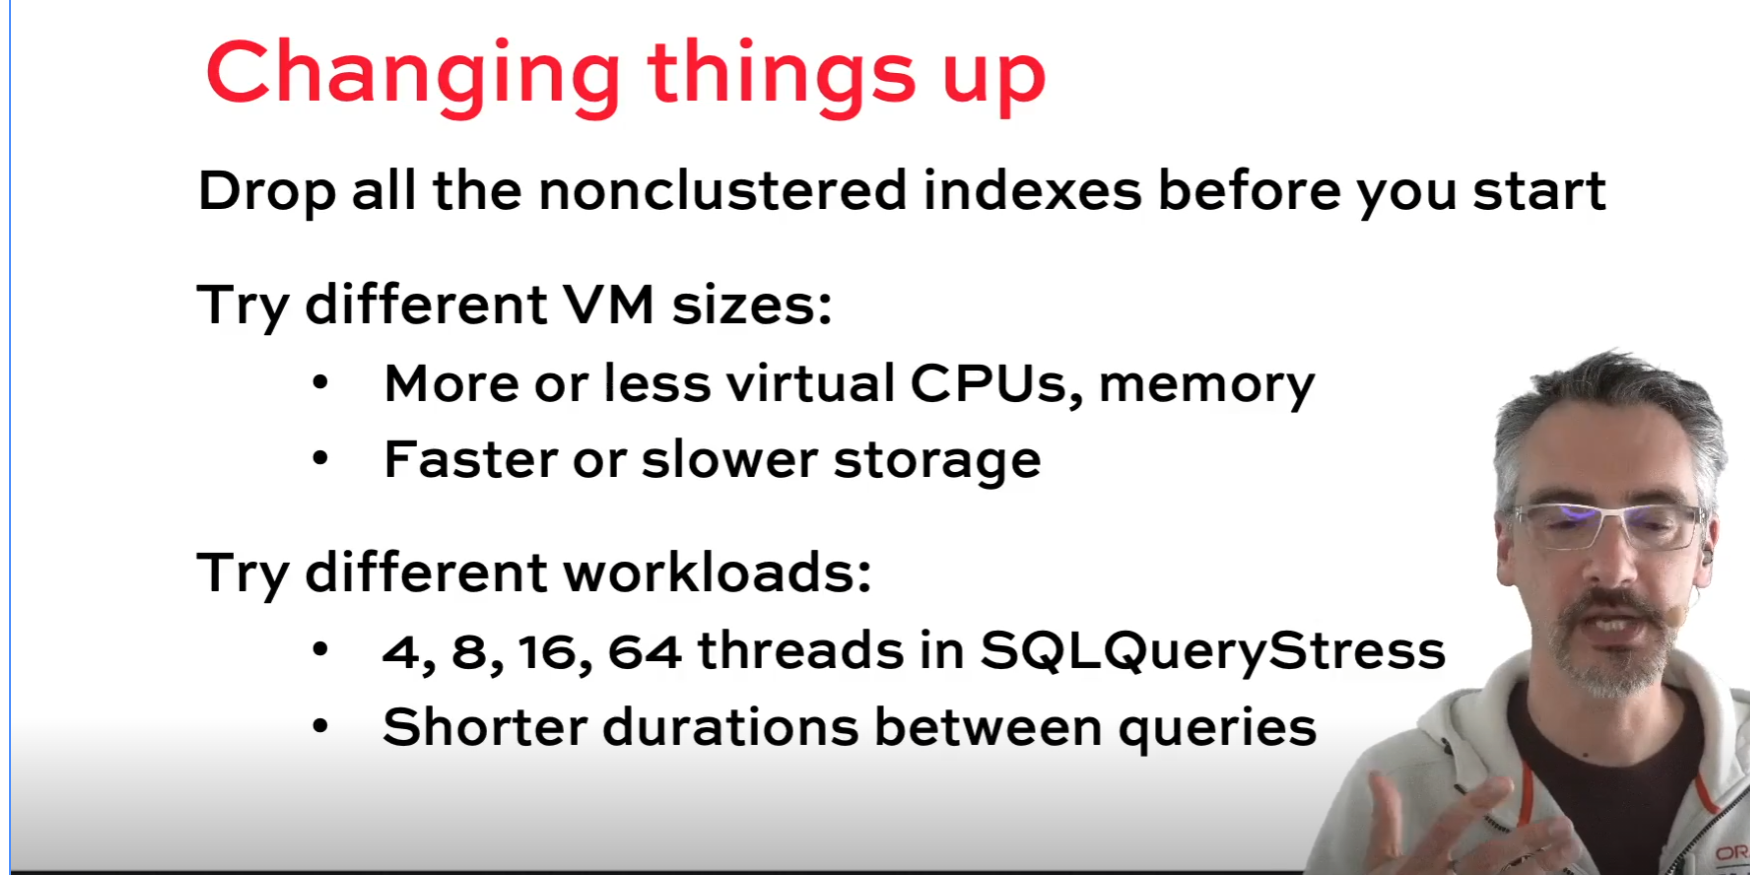 Changing things up
Drop all the nonclustered indexes before you start
Try different VM sizes:
• More or less virtual CPUs, memory
• Faster or slower storage
Try different workloads:
• 4, 8, 16, 64 threads in SQLQueryStress
• Shorter durations between queries